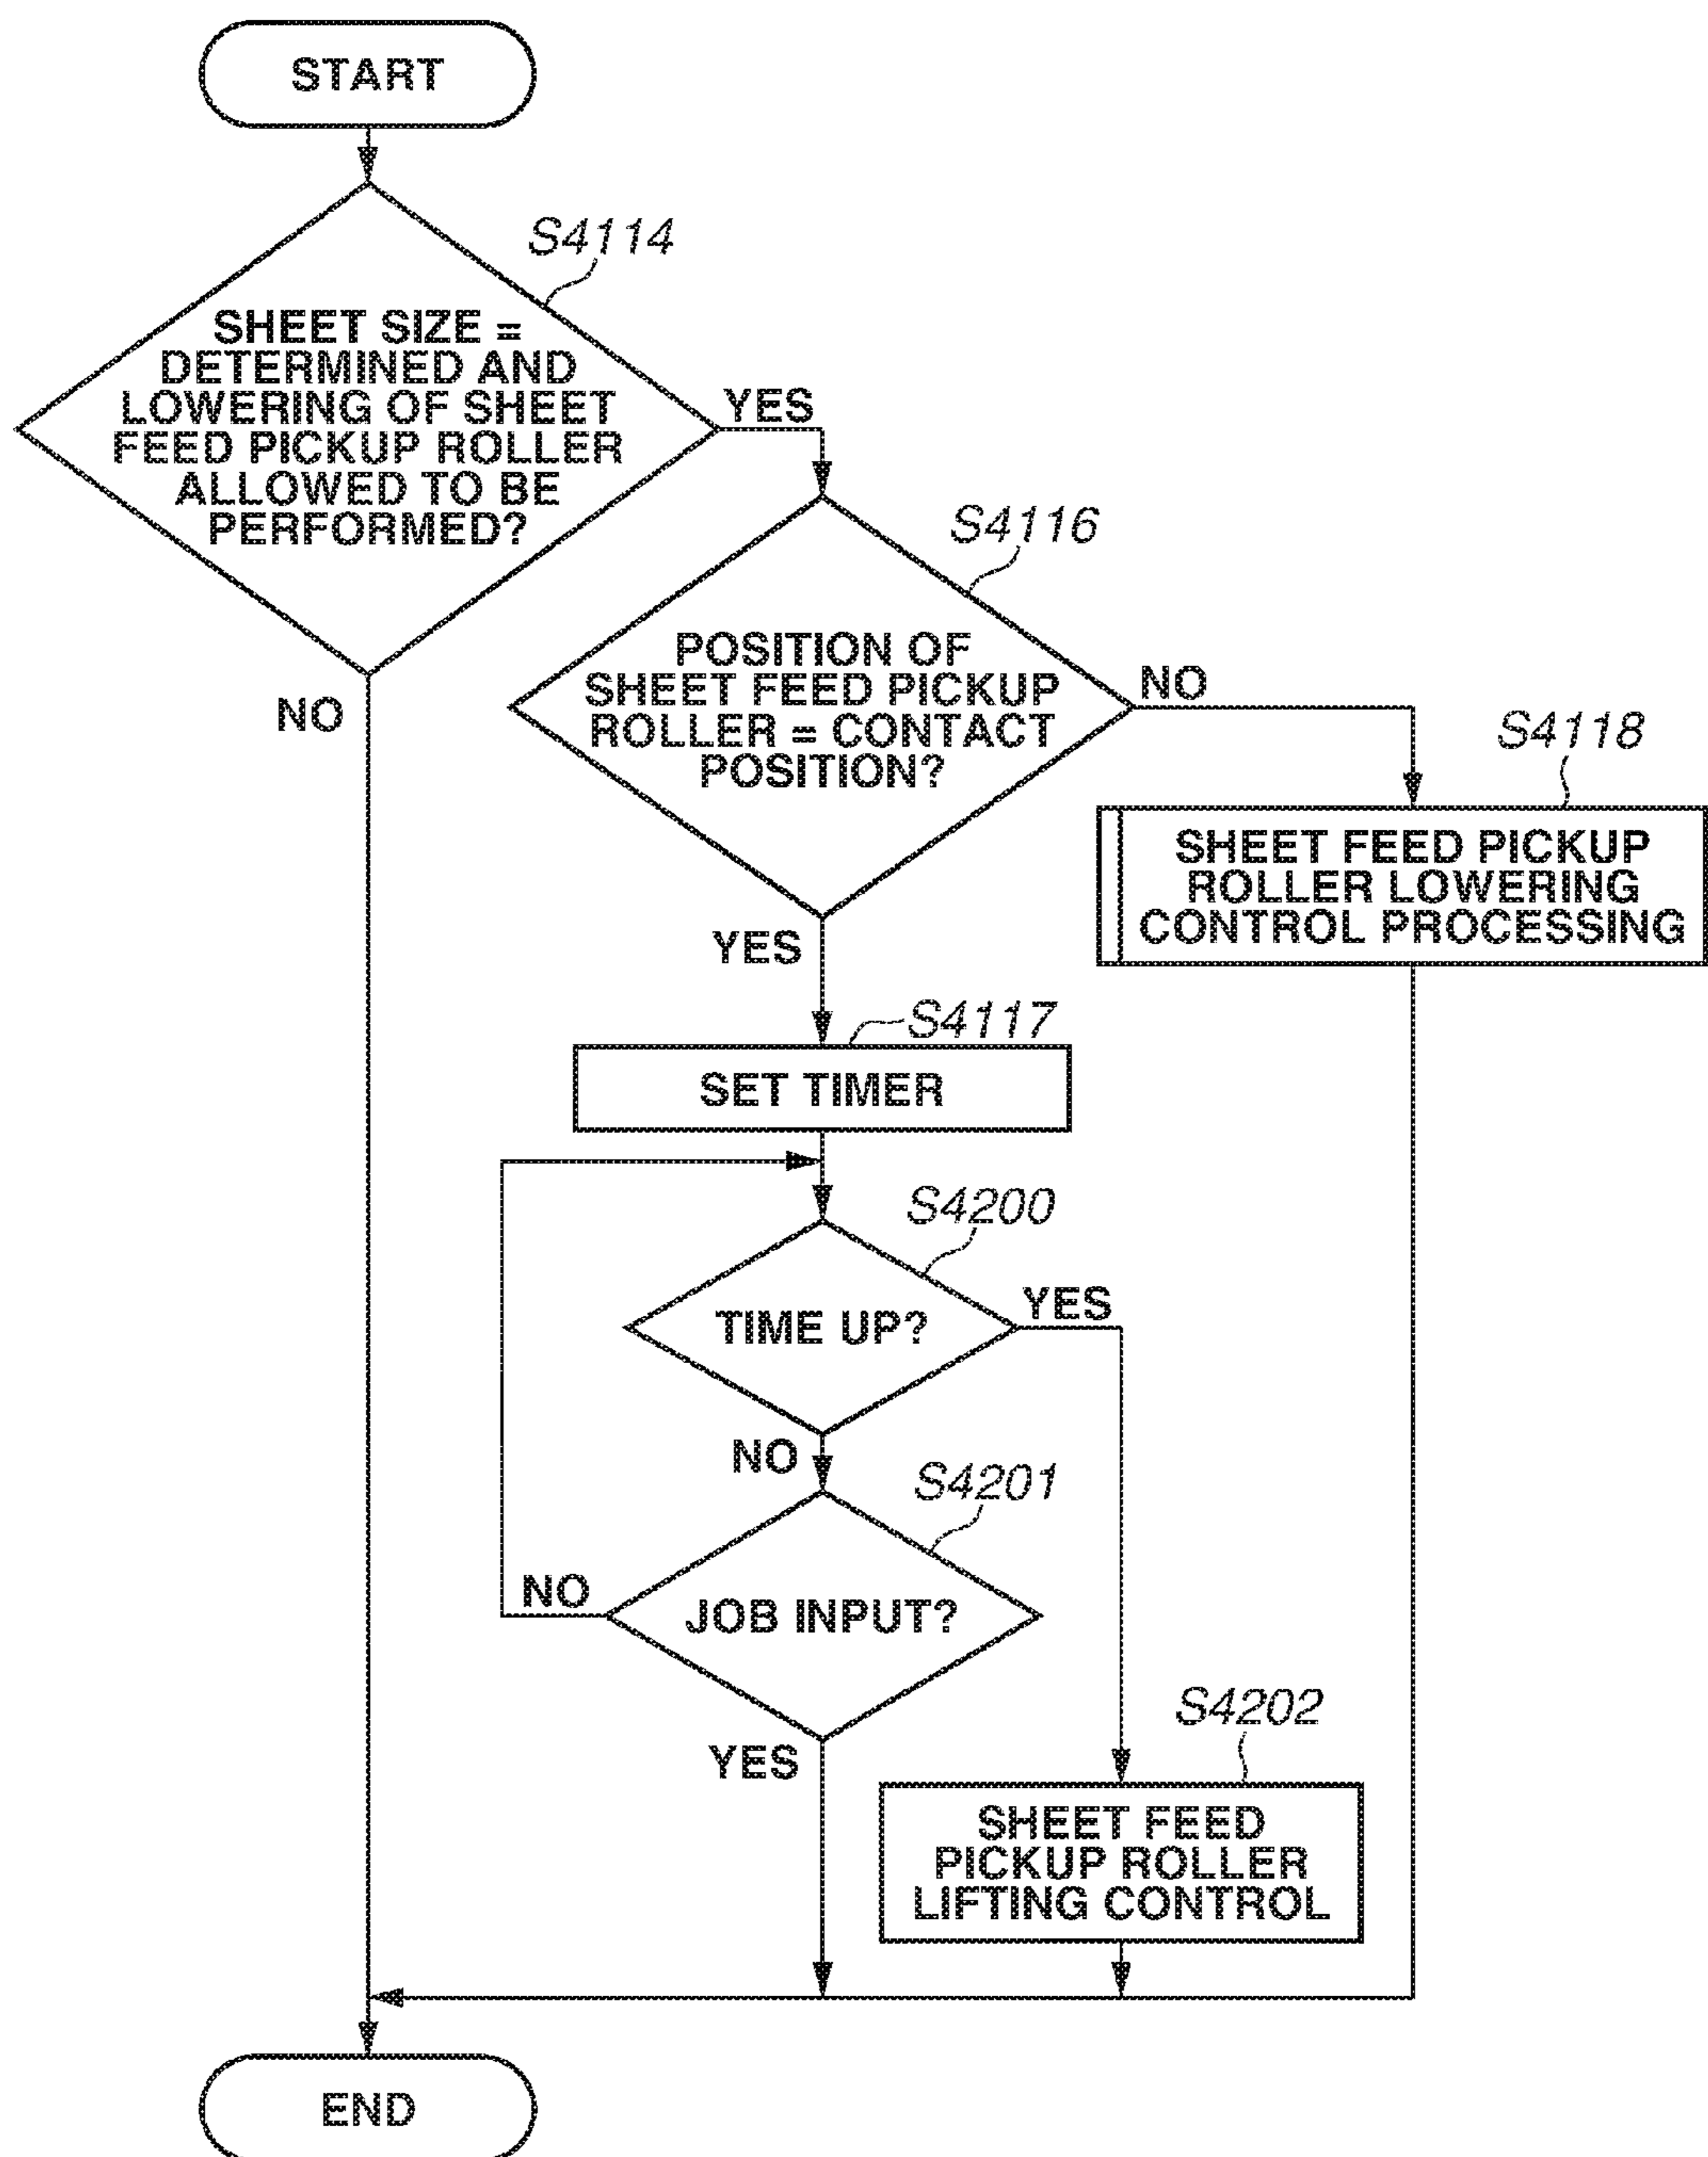 START
S4114
SHEET SIZE =
DETERMINED AND
LOWERING OF SHEET
FEED PICKUP ROLLER
ALLOWED TO BE
PERFORMED?
YES
NO
S4116
POSITION OF
SHEET FEED PICKUP
ROLLER = CONTACT
POSITION?
NO
YES
S4118
SHEET FEED PICKUP
ROLLER LOWERING
CONTROL PROCESSING
S4117
SET TIMER
S4200
TIME UP?
YES
NO
S4201
JOB INPUT?
NO
YES
S4202
SHEET FEED
PICKUP ROLLER
LIFTING CONTROL
END